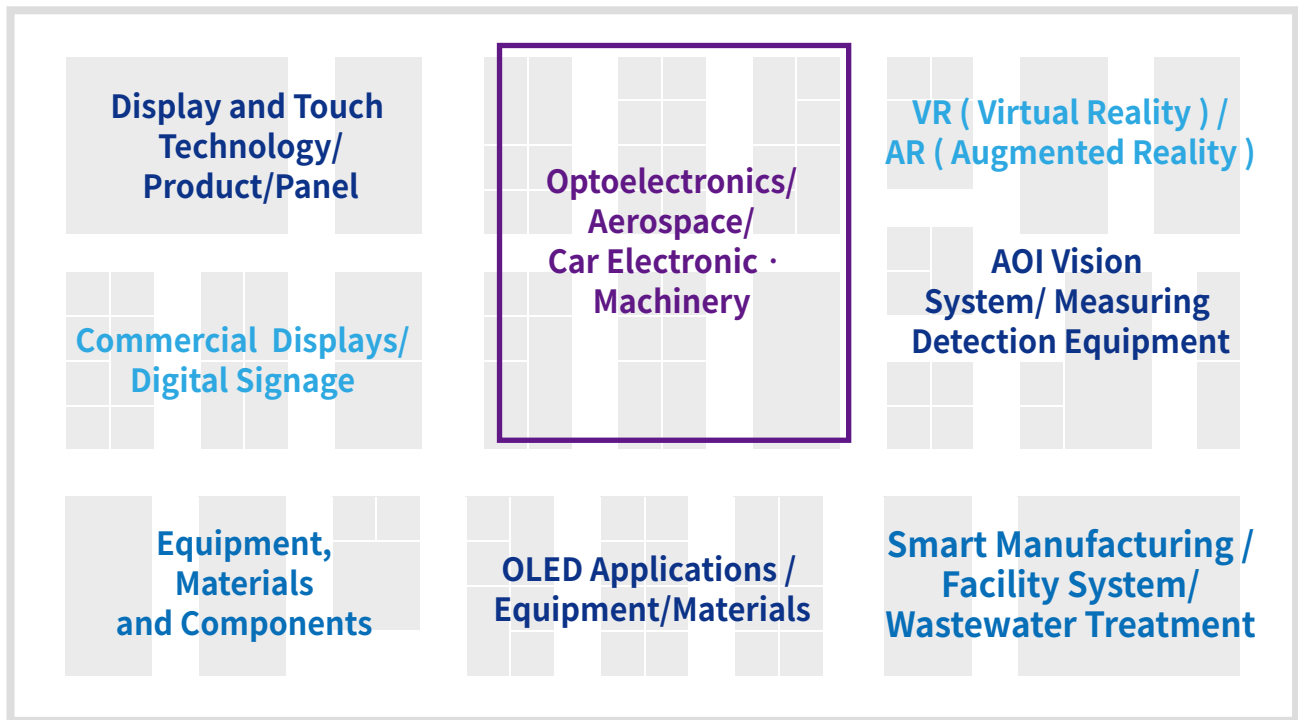 Display and Touch
Technology/
Product/Panel
Optoelectronics/
Aerospace/
Car Electronic ·
Machinery
VR ( Virtual Reality ) /
AR ( Augmented Reality )
Commercial Displays/
Digital Signage
AOI Vision
System/ Measuring
Detection Equipment
Equipment,
Materials
and Components
OLED Applications /
Equipment/Materials
Smart Manufacturing /
Facility System/
Wastewater Treatment